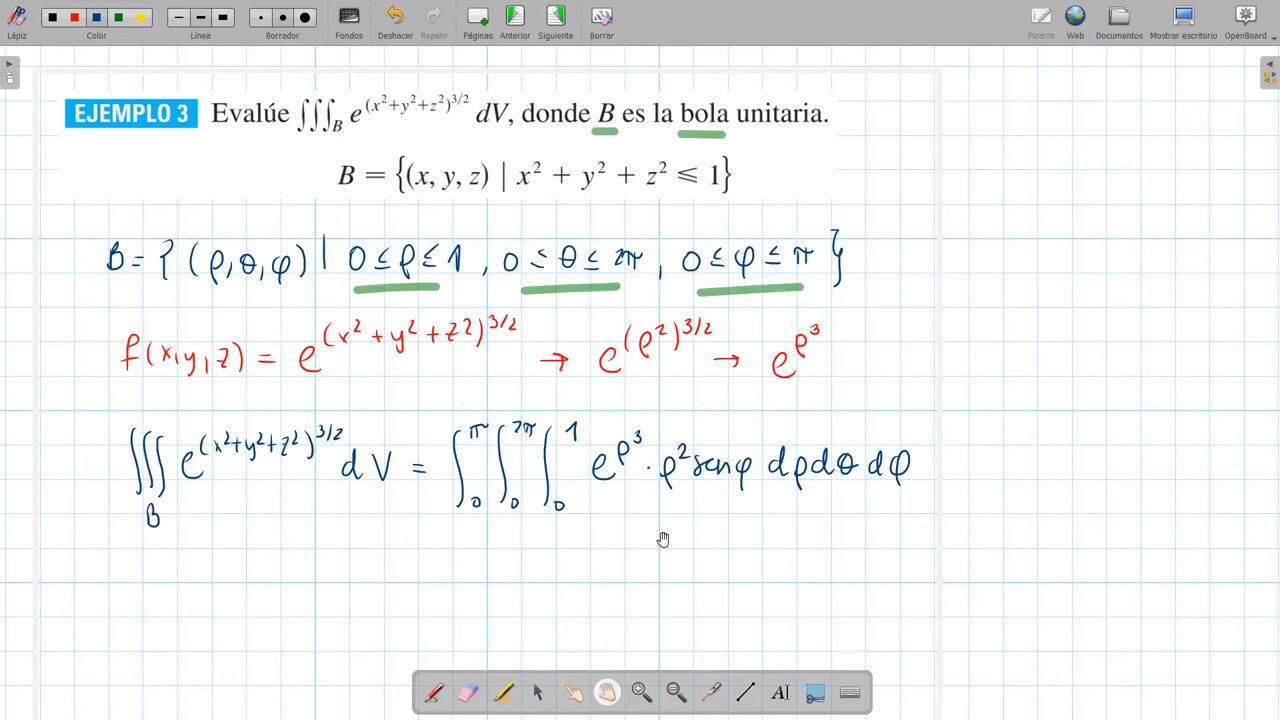 Lápiz Color Línea Borrador Fondos Deshacer Repetir Páginas Anterior Siguiente Borrar Pizarra Web Documentos Mostrar escritorio OpenBoard
EJEMPLO 3 Evalúe ∭_B e^{(x²+y²+z²)^{3/2}} dV, donde B es la bola unitaria.
B = {(x, y, z) | x² + y² + z² ⩽ 1}
B = { (ρ,θ,φ) | 0 ≤ ρ ≤ 1 , 0 ≤ θ ≤ 2π , 0 ≤ φ ≤ π }
f(x,y,z) = e^{(x²+y²+z²)^{3/2}} → e^{(ρ²)^{3/2}} → e^{ρ³}
∭_B e^{(x²+y²+z²)^{3/2}} dV = ∫_0^π ∫_0^{2π} ∫_0^1 e^{ρ³} · ρ² sen φ dρ dθ dφ
AI